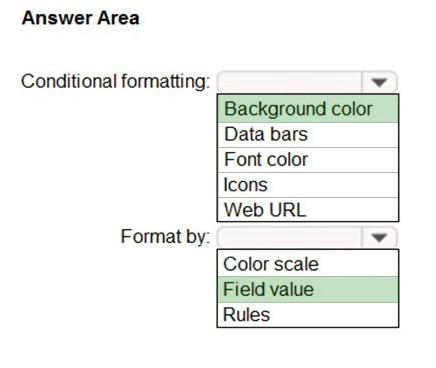 Answer Area
Conditional formatting:
Background color
Data bars
Font color
Icons
Web URL
Format by:
Color scale
Field value
Rules